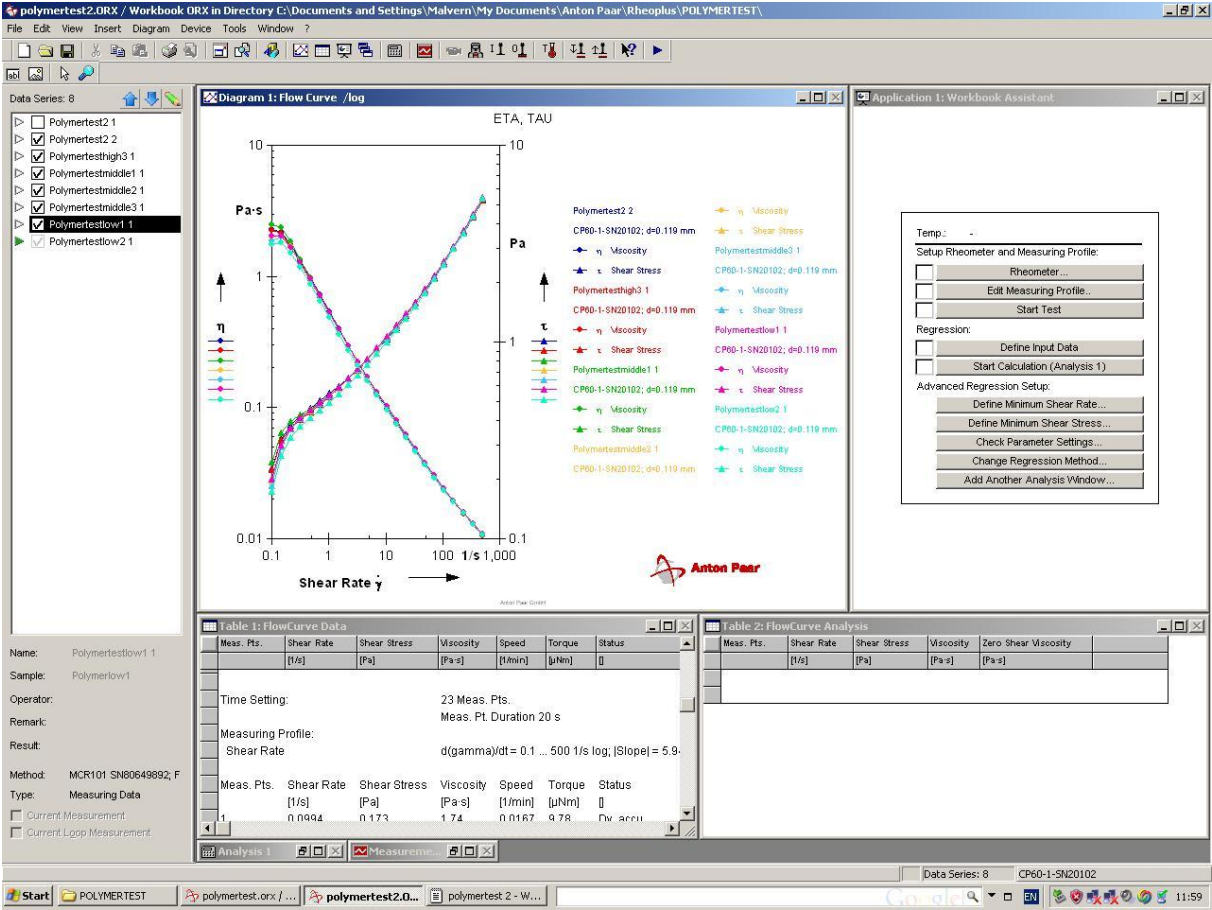 polymertest2.ORX / Workbook ORX in Directory C:\Documents and Settings\Malvern\My Documents\Anton Paar\Rheoplus\POLYMERTEST\
File Edit View Insert Diagram Device Tools Window ?
Data Series: 8
Polymertest2 1
Polymertest2 2
Polymertesthigh3 1
Polymertestmiddle1 1
Polymertestmiddle2 1
Polymertestmiddle3 1
Polymertestlow1 1
Polymertestlow2 1
Name: Polymertestlow1 1
Sample: Polymerlow1
Operator:
Remark:
Result:
Method: MCR101 SN80649892; F
Type: Measuring Data
Current Measurement
Current Loop Measurement
Diagram 1: Flow Curve /log
ETA, TAU
10
Pa·s
1
η
0.1
0.01
10
Pa
τ
1
0.1
0.1 1 10 100 1/s 1,000
Shear Rate γ̇
Polymertest2 2
CP60-1-SN20102; d=0.119 mm
η Viscosity
τ Shear Stress
Polymertesthigh3 1
CP60-1-SN20102; d=0.119 mm
η Viscosity
τ Shear Stress
Polymertestmiddle1 1
CP60-1-SN20102; d=0.119 mm
η Viscosity
τ Shear Stress
Polymertestmiddle2 1
CP60-1-SN20102; d=0.119 mm
η Viscosity
τ Shear Stress
Polymertestmiddle3 1
CP60-1-SN20102; d=0.119 mm
η Viscosity
τ Shear Stress
Polymertestlow1 1
CP60-1-SN20102; d=0.119 mm
η Viscosity
τ Shear Stress
Polymertestlow2 1
CP60-1-SN20102; d=0.119 mm
η Viscosity
τ Shear Stress
Anton Paar
Anton Paar GmbH
Application 1: Workbook Assistant
Temp.: -
Setup Rheometer and Measuring Profile:
Rheometer...
Edit Measuring Profile..
Start Test
Regression:
Define Input Data
Start Calculation (Analysis 1)
Advanced Regression Setup:
Define Minimum Shear Rate...
Define Minimum Shear Stress...
Check Parameter Settings...
Change Regression Method...
Add Another Analysis Window...
Table 1: FlowCurve Data
Meas. Pts. Shear Rate Shear Stress Viscosity Speed Torque Status
[1/s] [Pa] [Pa·s] [1/min] [µNm] []
Time Setting: 23 Meas. Pts.
Meas. Pt. Duration 20 s
Measuring Profile:
Shear Rate d(gamma)/dt = 0.1 ... 500 1/s log; |Slope| = 5.9
Meas. Pts. Shear Rate Shear Stress Viscosity Speed Torque Status
[1/s] [Pa] [Pa·s] [1/min] [µNm] []
1 0.0994 0.173 1.74 0.0167 9.78 Dy_accu
Table 2: FlowCurve Analysis
Meas. Pts. Shear Rate Shear Stress Viscosity Zero Shear Viscosity
[1/s] [Pa] [Pa·s] [Pa·s]
Analysis 1
Measureme...
Data Series: 8 CP60-1-SN20102
Start
POLYMERTEST
polymertest.orx / ...
polymertest2.O...
polymertest 2 - W...
Google
EN
11:59